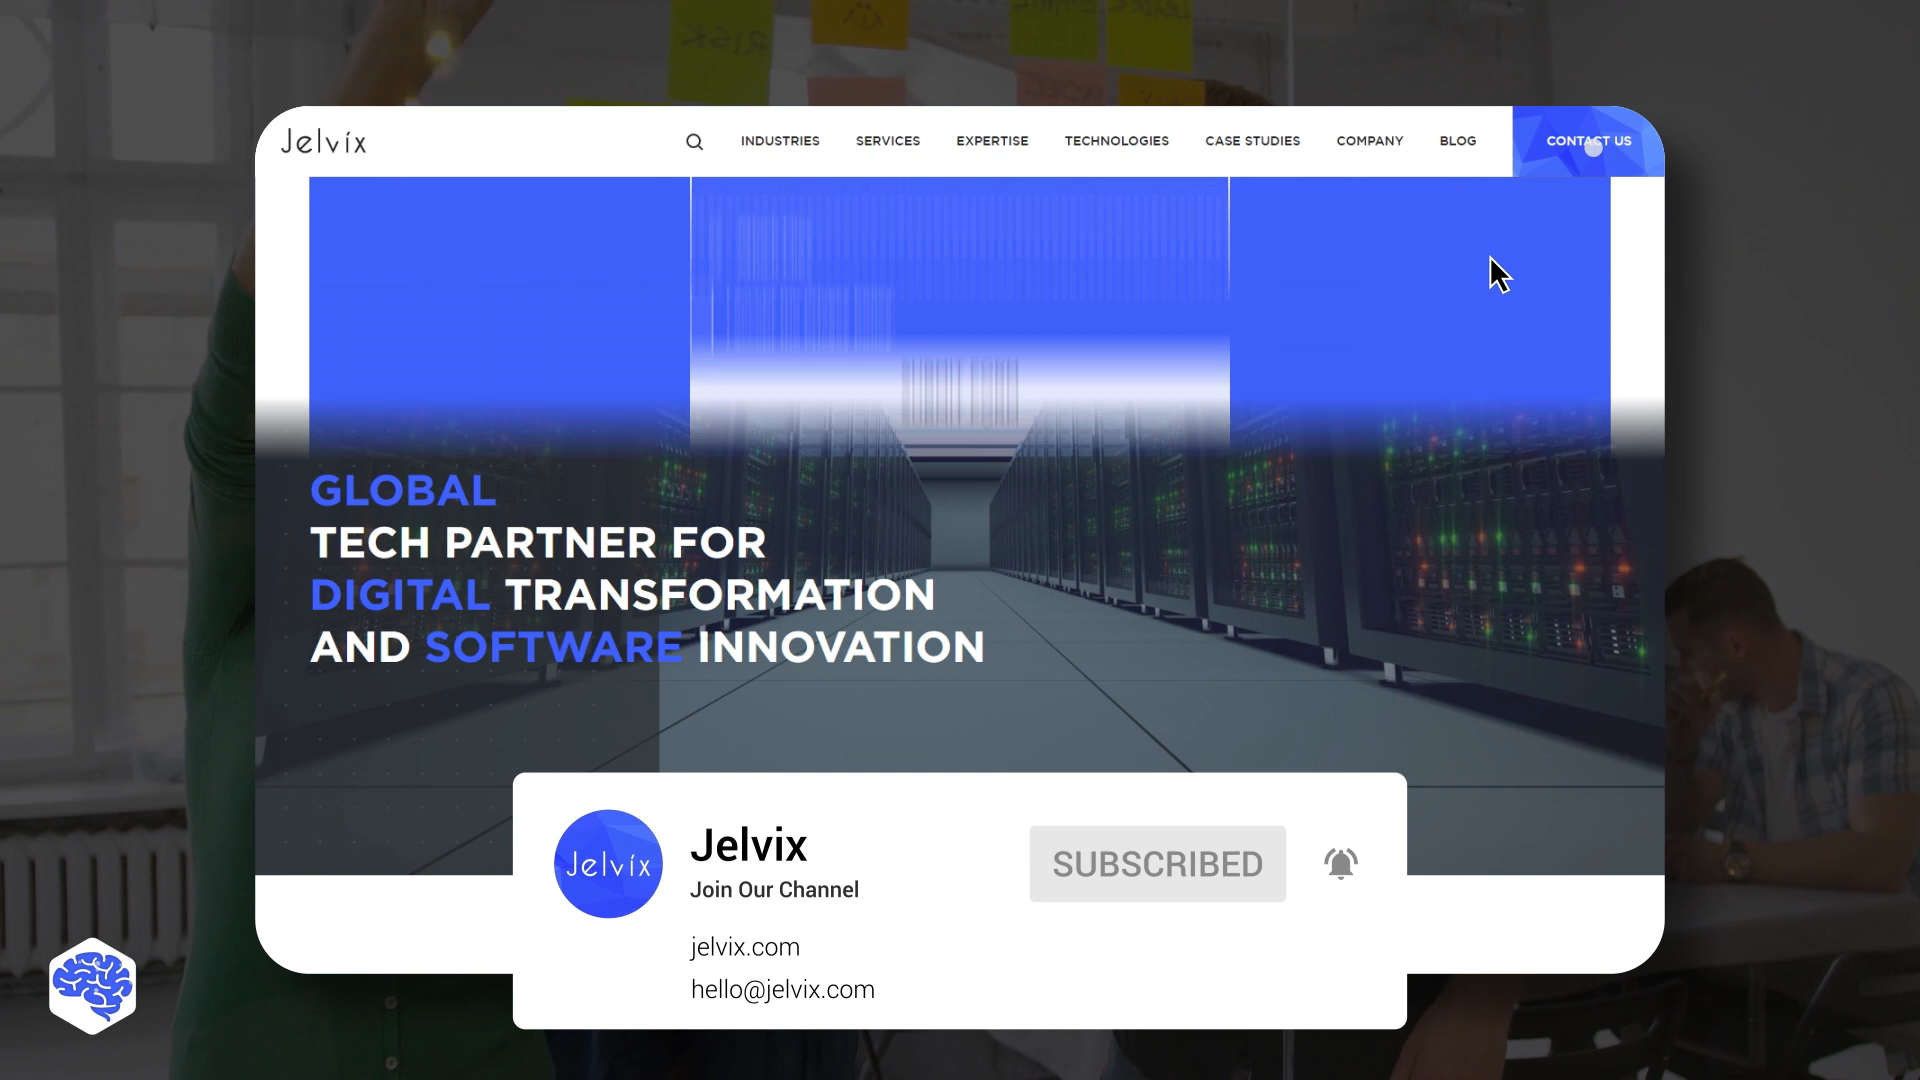 RISK
Jelvix
INDUSTRIES
SERVICES
EXPERTISE
TECHNOLOGIES
CASE STUDIES
COMPANY
BLOG
CONTACT US
GLOBAL
TECH PARTNER FOR
DIGITAL TRANSFORMATION
AND SOFTWARE INNOVATION
Jelvix
Jelvix
Join Our Channel
SUBSCRIBED
jelvix.com
hello@jelvix.com